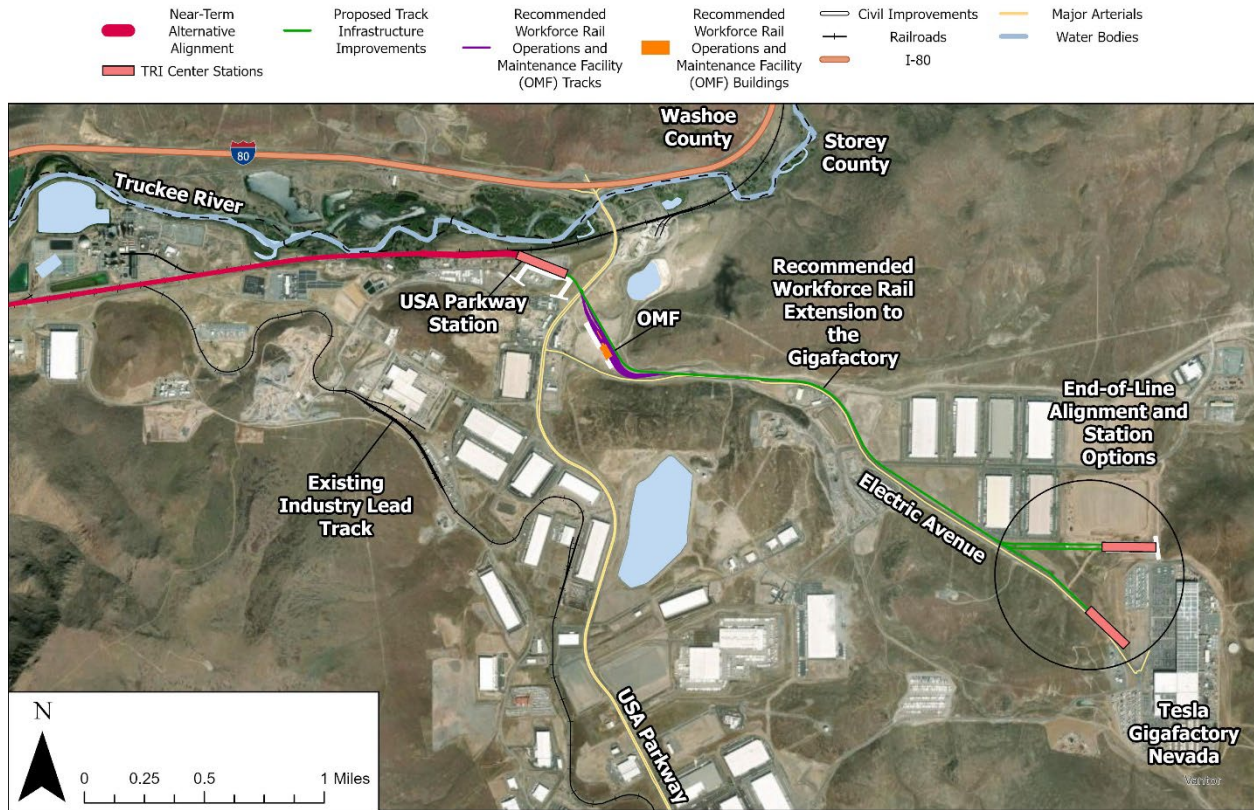 Near-Term
Alternative
Alignment
TRI Center Stations
Proposed Track
Infrastructure
Improvements
Recommended
Workforce Rail
Operations and
Maintenance Facility
(OMF) Tracks
Recommended
Workforce Rail
Operations and
Maintenance Facility
(OMF) Buildings
Civil Improvements
Railroads
I-80
Major Arterials
Water Bodies
Washoe
County
Storey
County
80
Truckee River
USA Parkway
Station
OMF
Recommended
Workforce Rail
Extension to
the
Gigafactory
End-of-Line
Alignment and
Station
Options
Existing
Industry Lead
Track
Electric Avenue
USA Parkway
Tesla
Gigafactory
Nevada
Vantor
N
0 0.25 0.5 1 Miles